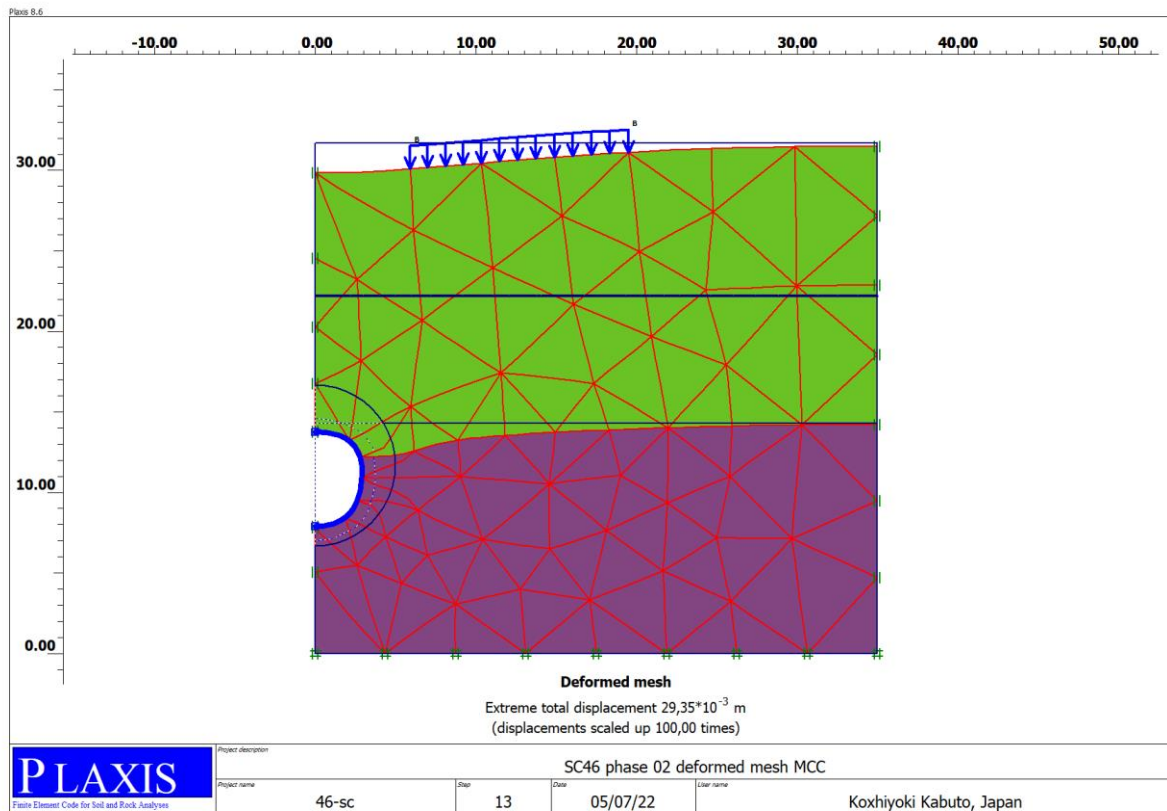 Plaxis 8.6
-10.00 0.00 10.00 20.00 30.00 40.00 50.00
B B
30.00
20.00
10.00
0.00
Deformed mesh
Extreme total displacement 29,35*10⁻³ m
(displacements scaled up 100,00 times)
PLAXIS
Finite Element Code for Soil and Rock Analyses
Project description
SC46 phase 02 deformed mesh MCC
Project name Step Date User name
46-sc 13 05/07/22 Koxhiyoki Kabuto, Japan